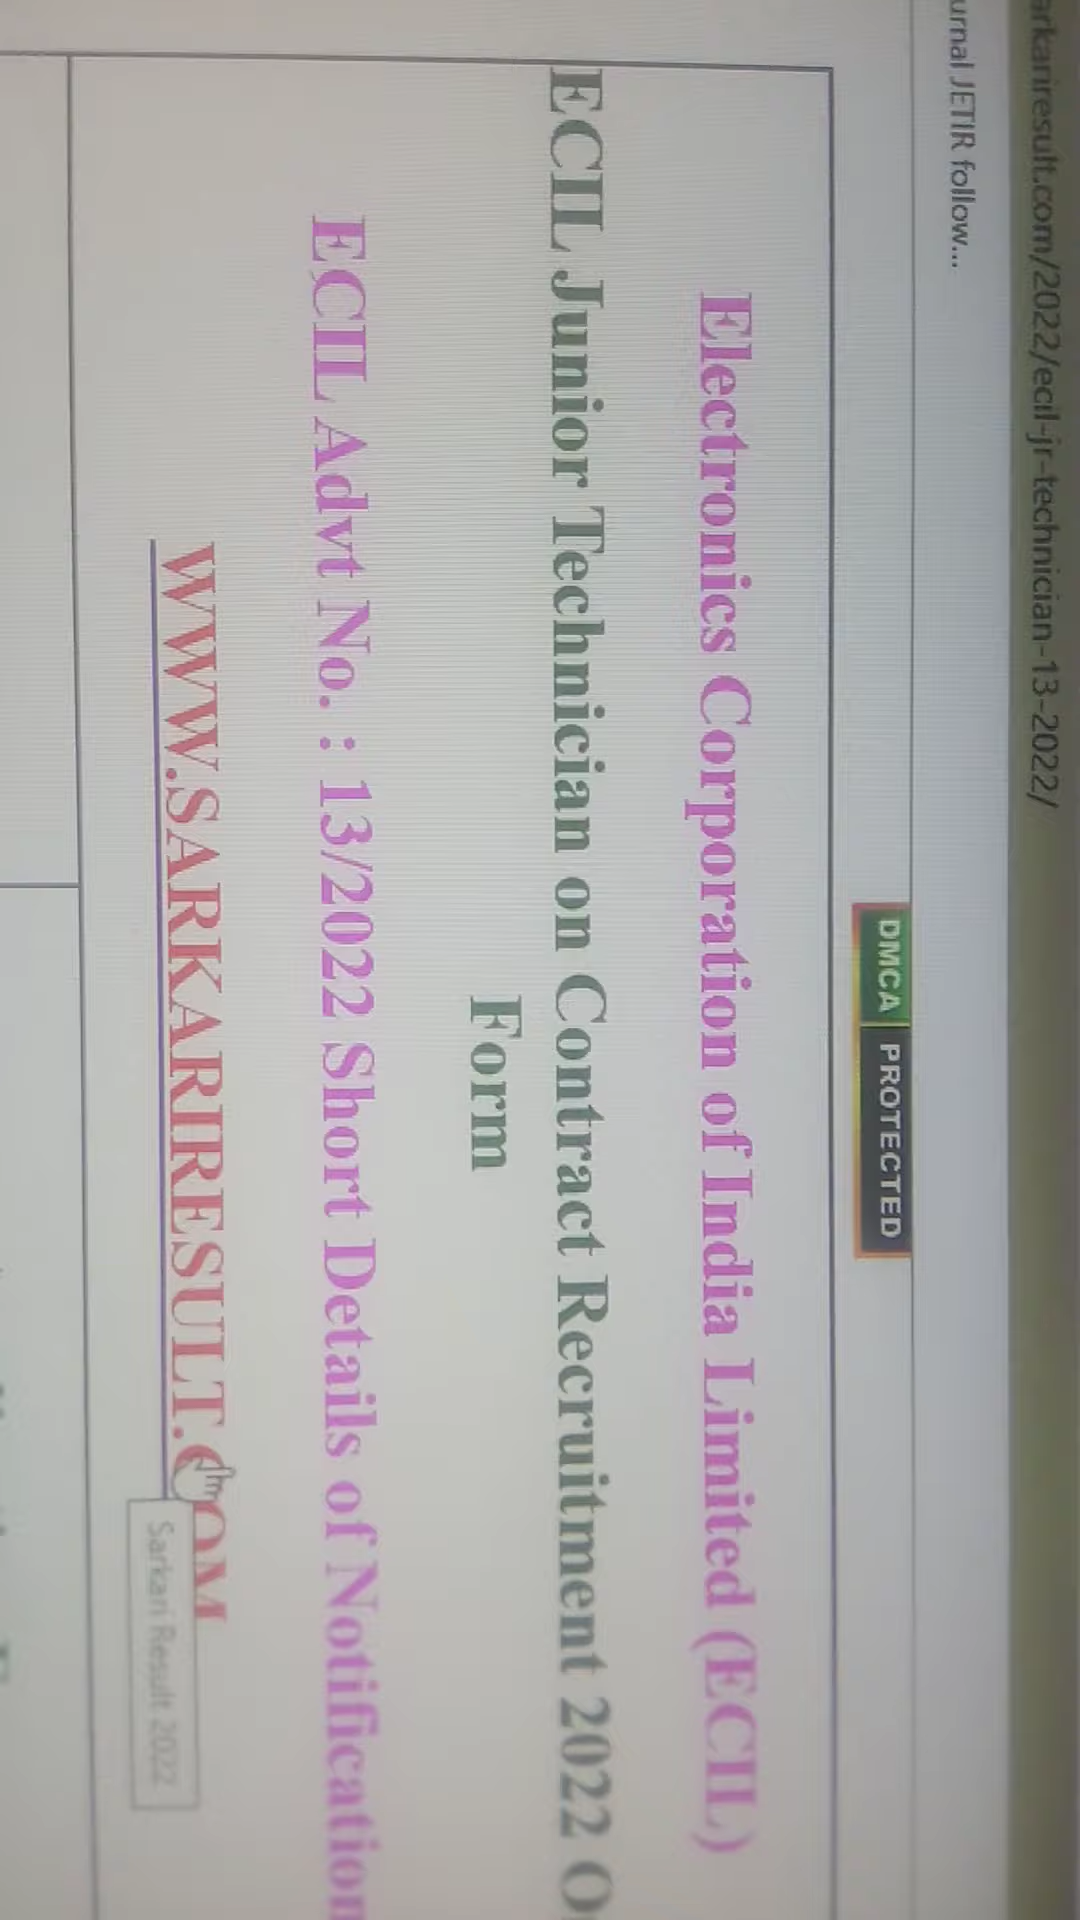 arkariresult.com/2022/ecil-jr-technician-13-2022/
urnal JETIR follow...
DMCA PROTECTED
Electronics Corporation of India Limited (ECIL)
ECIL Junior Technician on Contract Recruitment 2022 O
Form
ECIL Advt No. : 13/2022 Short Details of Notification
WWW.SARKARIRESULT.COM
Sarkari Result 2022